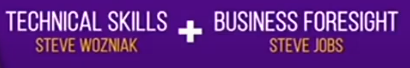 TECHNICAL SKILLS + BUSINESS FORESIGHT
STEVE WOZNIAK STEVE JOBS